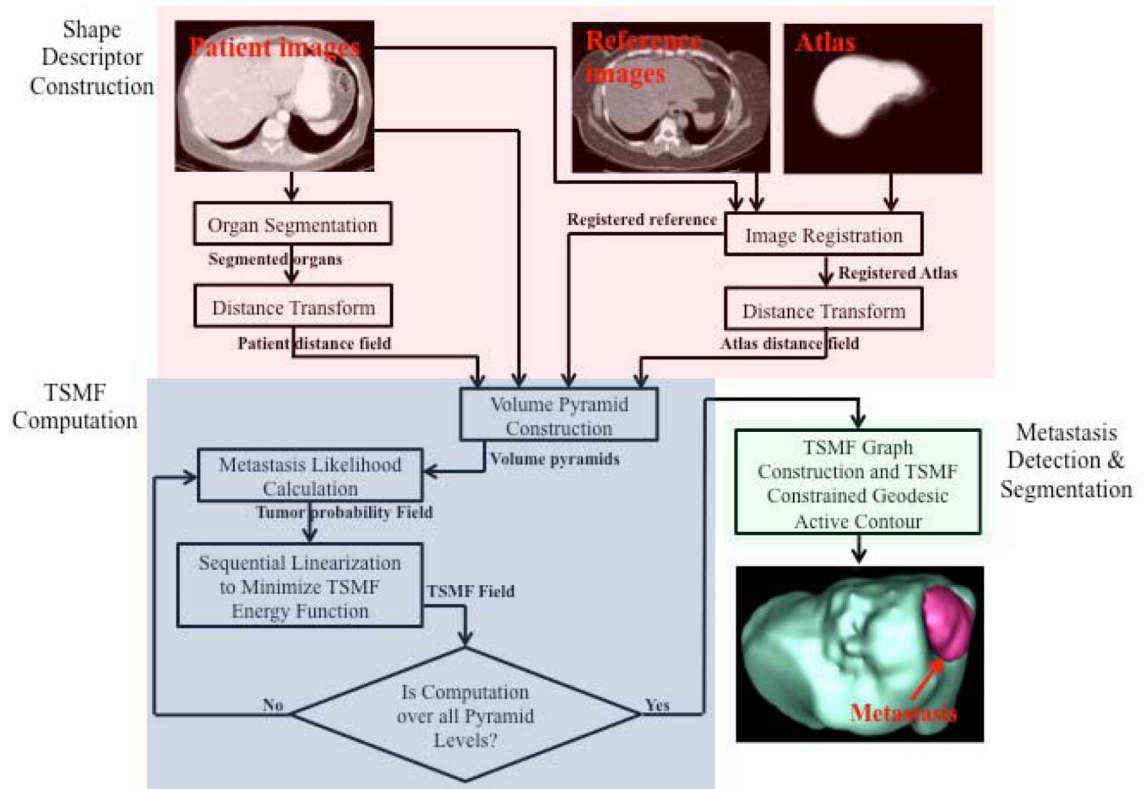 Shape
Descriptor
Construction
Patient images
Reference
images
Atlas
Organ Segmentation
Segmented organs
Distance Transform
Patient distance field
Registered reference
Image Registration
Registered Atlas
Distance Transform
Atlas distance field
TSMF
Computation
Volume Pyramid
Construction
Volume pyramids
Metastasis Likelihood
Calculation
Tumor probability Field
Sequential Linearization
to Minimize TSMF
Energy Function
TSMF Field
Is Computation
over all Pyramid
Levels?
No
Yes
TSMF Graph
Construction and TSMF
Constrained Geodesic
Active Contour
Metastasis
Detection &
Segmentation
Metastasis